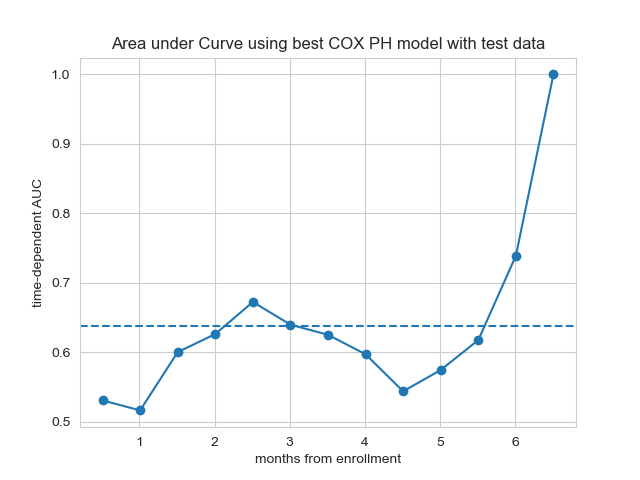 Area under Curve using best COX PH model with test data
time-dependent AUC
1.0
0.9
0.8
0.7
0.6
0.5
1 2 3 4 5 6
months from enrollment